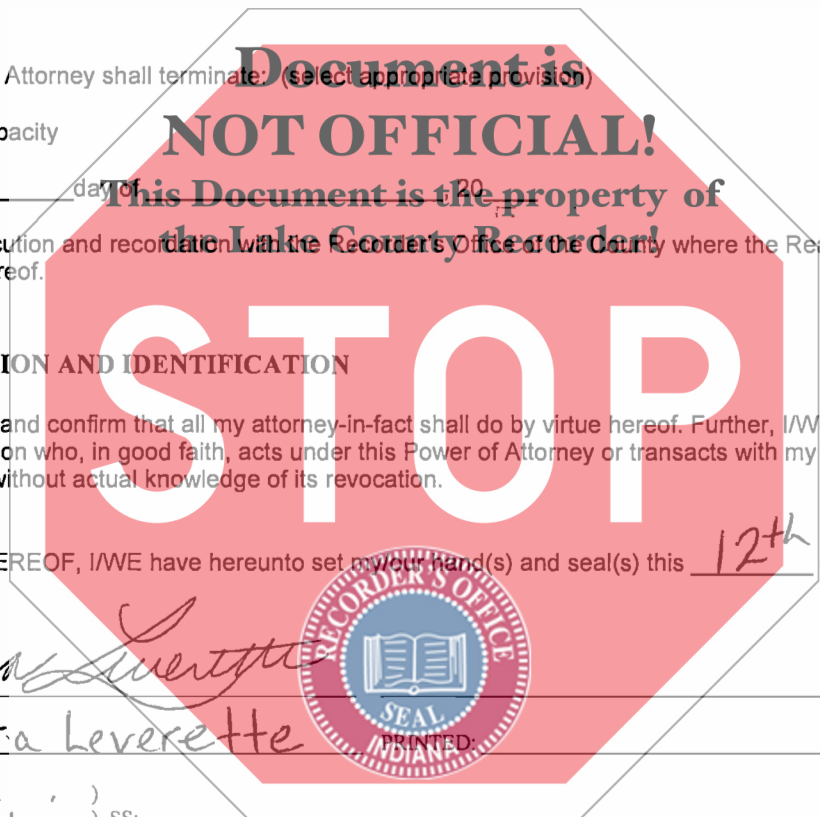 Document is
Attorney shall terminate: (select appropriate provision)
NOT OFFICIAL!
pacity
This Document is the property of
day of , 20
the Lake County Recorder!
cution and recordation with the Recorder's Office of the County where the Rea
reof.
STOP
ION AND IDENTIFICATION
and confirm that all my attorney-in-fact shall do by virtue hereof. Further, I/W
on who, in good faith, acts under this Power of Attorney or transacts with my
vithout actual knowledge of its revocation.
EREOF, I/WE have hereunto set my/our hand(s) and seal(s) this 12th
RECORDER'S OFFICE
SEAL
INDIANA
a Leverette PRINTED:
) SS: